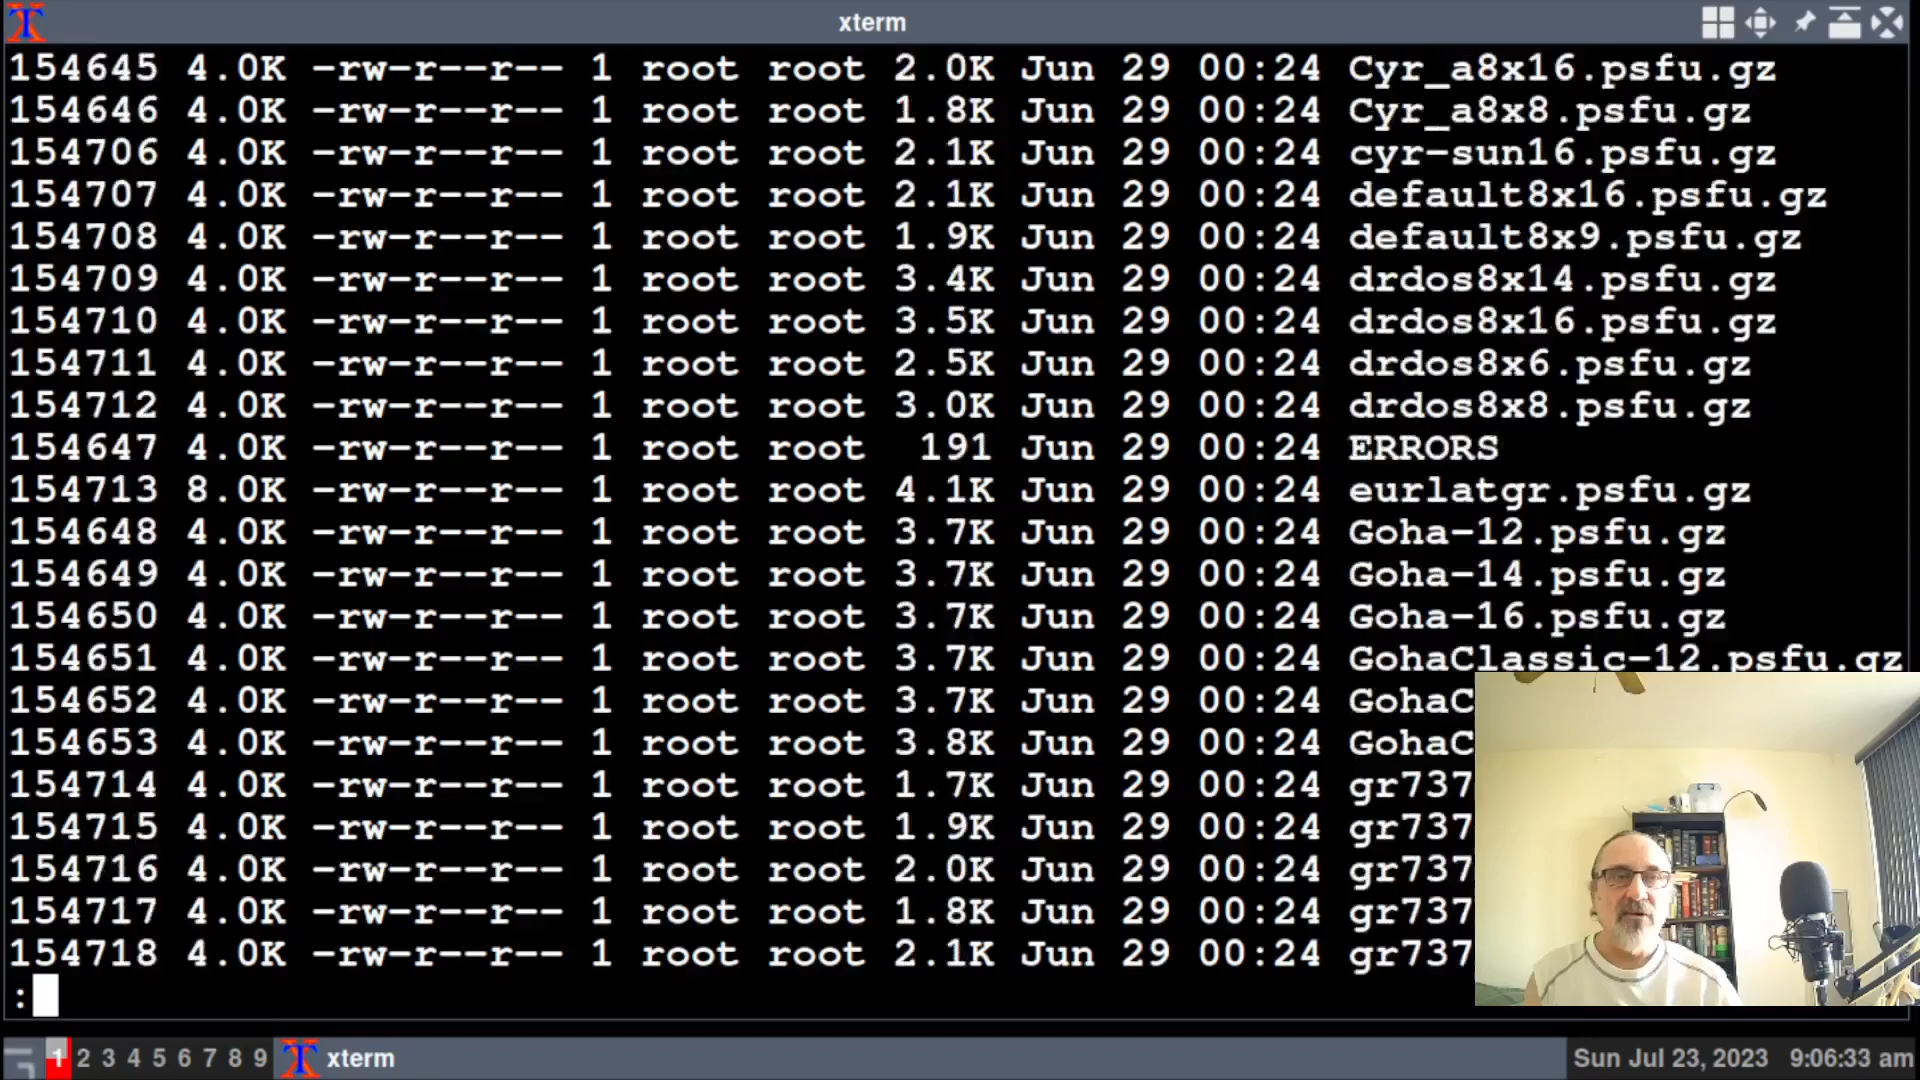 xterm
154645 4.0K -rw-r--r-- 1 root root 2.0K Jun 29 00:24 Cyr_a8x16.psfu.gz
154646 4.0K -rw-r--r-- 1 root root 1.8K Jun 29 00:24 Cyr_a8x8.psfu.gz
154706 4.0K -rw-r--r-- 1 root root 2.1K Jun 29 00:24 cyr-sun16.psfu.gz
154707 4.0K -rw-r--r-- 1 root root 2.1K Jun 29 00:24 default8x16.psfu.gz
154708 4.0K -rw-r--r-- 1 root root 1.9K Jun 29 00:24 default8x9.psfu.gz
154709 4.0K -rw-r--r-- 1 root root 3.4K Jun 29 00:24 drdos8x14.psfu.gz
154710 4.0K -rw-r--r-- 1 root root 3.5K Jun 29 00:24 drdos8x16.psfu.gz
154711 4.0K -rw-r--r-- 1 root root 2.5K Jun 29 00:24 drdos8x6.psfu.gz
154712 4.0K -rw-r--r-- 1 root root 3.0K Jun 29 00:24 drdos8x8.psfu.gz
154647 4.0K -rw-r--r-- 1 root root 191 Jun 29 00:24 ERRORS
154713 8.0K -rw-r--r-- 1 root root 4.1K Jun 29 00:24 eurlatgr.psfu.gz
154648 4.0K -rw-r--r-- 1 root root 3.7K Jun 29 00:24 Goha-12.psfu.gz
154649 4.0K -rw-r--r-- 1 root root 3.7K Jun 29 00:24 Goha-14.psfu.gz
154650 4.0K -rw-r--r-- 1 root root 3.7K Jun 29 00:24 Goha-16.psfu.gz
154651 4.0K -rw-r--r-- 1 root root 3.7K Jun 29 00:24 GohaClassic-12.psfu.gz
154652 4.0K -rw-r--r-- 1 root root 3.7K Jun 29 00:24 GohaC
154653 4.0K -rw-r--r-- 1 root root 3.8K Jun 29 00:24 GohaC
154714 4.0K -rw-r--r-- 1 root root 1.7K Jun 29 00:24 gr737
154715 4.0K -rw-r--r-- 1 root root 1.9K Jun 29 00:24 gr737
154716 4.0K -rw-r--r-- 1 root root 2.0K Jun 29 00:24 gr737
154717 4.0K -rw-r--r-- 1 root root 1.8K Jun 29 00:24 gr737
154718 4.0K -rw-r--r-- 1 root root 2.1K Jun 29 00:24 gr737
:
1 2 3 4 5 6 7 8 9 xterm Sun Jul 23, 2023 9:06:33 am